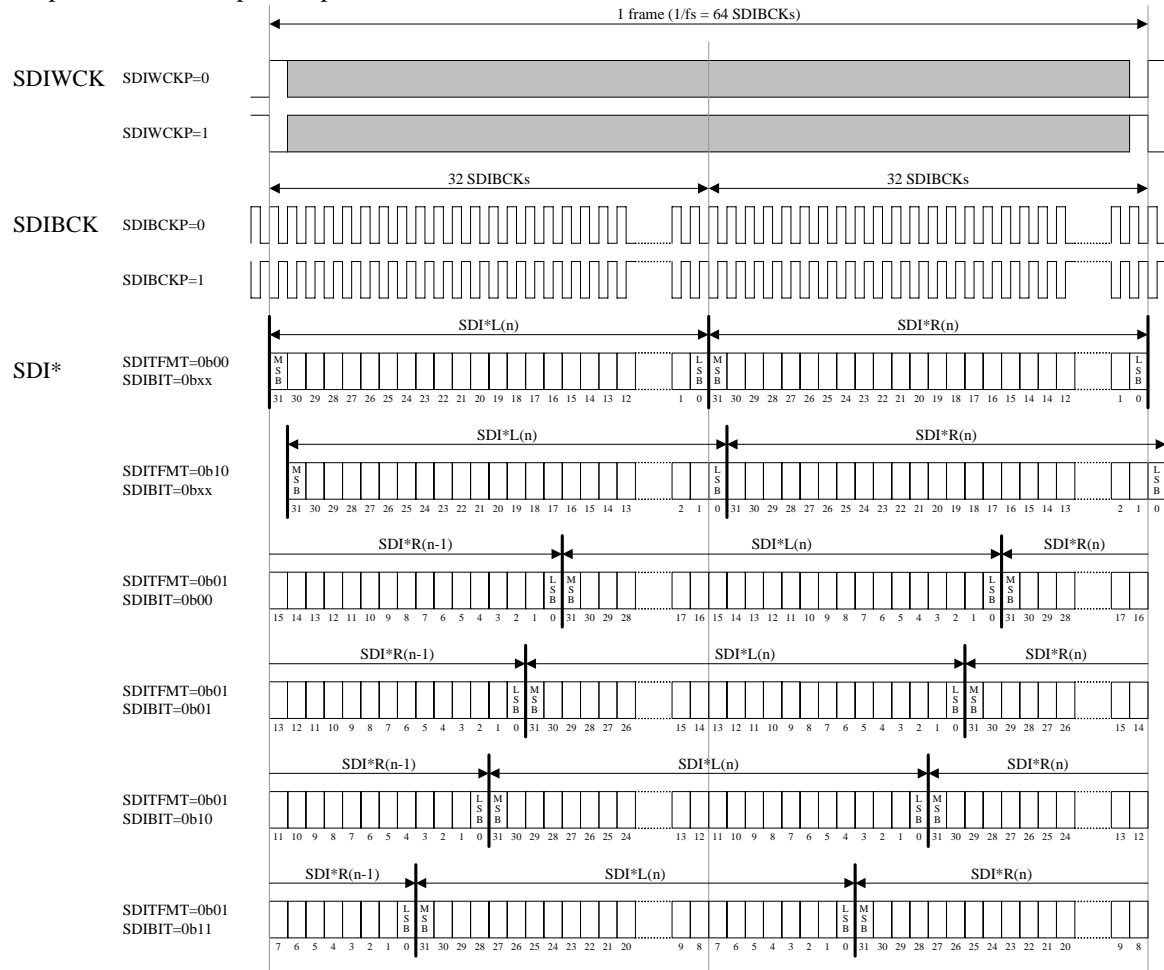 1 frame (1/fs = 64 SDIBCKs)
SDIWCK SDIWCKP=0
SDIWCKP=1
32 SDIBCKs 32 SDIBCKs
SDIBCK SDIBCKP=0
SDIBCKP=1
SDI*L(n) SDI*R(n)
SDI* SDITFMT=0b00
SDIBIT=0bxx
MSB LSB MSB LSB
31 30 29 28 27 26 25 24 23 22 21 20 19 18 17 16 15 14 13 12 1 0 31 30 29 28 27 26 25 24 23 22 21 20 19 18 17 16 15 14 14 12 1 0
SDI*L(n) SDI*R(n)
SDITFMT=0b10
SDIBIT=0bxx
MSB LSB LSB
31 30 29 28 27 26 25 24 23 22 21 20 19 18 17 16 15 14 13 2 1 0 31 30 29 28 27 26 25 24 23 22 21 20 19 18 17 16 15 14 13 2 1 0
SDI*R(n-1) SDI*L(n) SDI*R(n)
SDITFMT=0b01
SDIBIT=0b00
LSB MSB LSB MSB
15 14 13 12 11 10 9 8 7 6 5 4 3 2 1 0 31 30 29 28 17 16 15 14 13 12 11 10 9 8 7 6 5 4 3 2 1 0 31 30 29 28 17 16
SDI*R(n-1) SDI*L(n) SDI*R(n)
SDITFMT=0b01
SDIBIT=0b01
LSB MSB LSB MSB
13 12 11 10 9 8 7 6 5 4 3 2 1 0 31 30 29 28 27 26 15 14 13 12 11 10 9 8 7 6 5 4 3 2 1 0 31 30 29 28 27 26 15 14
SDI*R(n-1) SDI*L(n) SDI*R(n)
SDITFMT=0b01
SDIBIT=0b10
LSB MSB LSB MSB
11 10 9 8 7 6 5 4 3 2 1 0 31 30 29 28 27 26 25 24 13 12 11 10 9 8 7 6 5 4 3 2 1 0 31 30 29 28 27 26 25 24 13 12
SDI*R(n-1) SDI*L(n) SDI*R(n)
SDITFMT=0b01
SDIBIT=0b11
LSB MSB LSB MSB
7 6 5 4 3 2 1 0 31 30 29 28 27 26 25 24 23 22 21 20 9 8 7 6 5 4 3 2 1 0 31 30 29 28 27 26 25 24 23 22 21 20 9 8